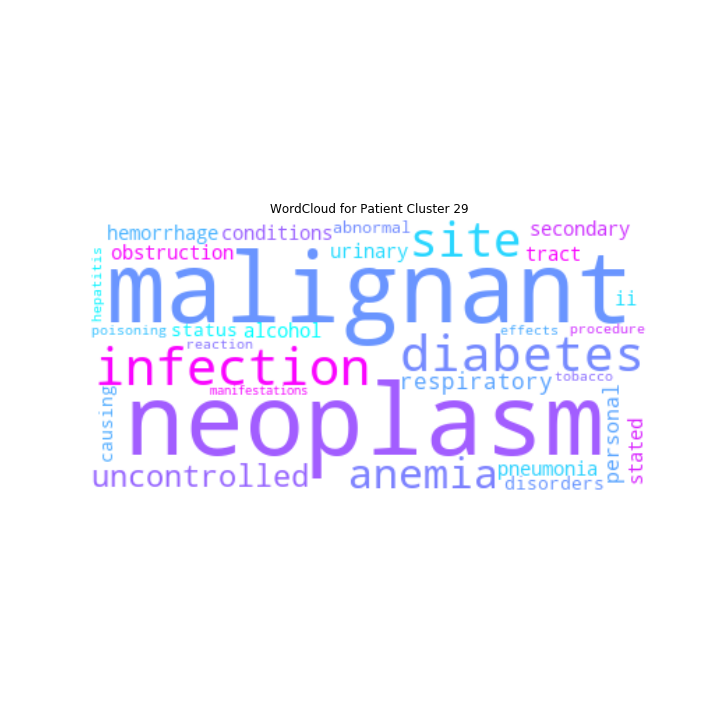 WordCloud for Patient Cluster 29
hemorrhage
conditions
abnormal
site
secondary
obstruction
urinary
tract
hepatitis
malignant
ii
poisoning
status
alcohol
effects
procedure
reaction
diabetes
infection
respiratory
tobacco
manifestations
causing
neoplasm
personal
stated
uncontrolled
anemia
pneumonia
disorders